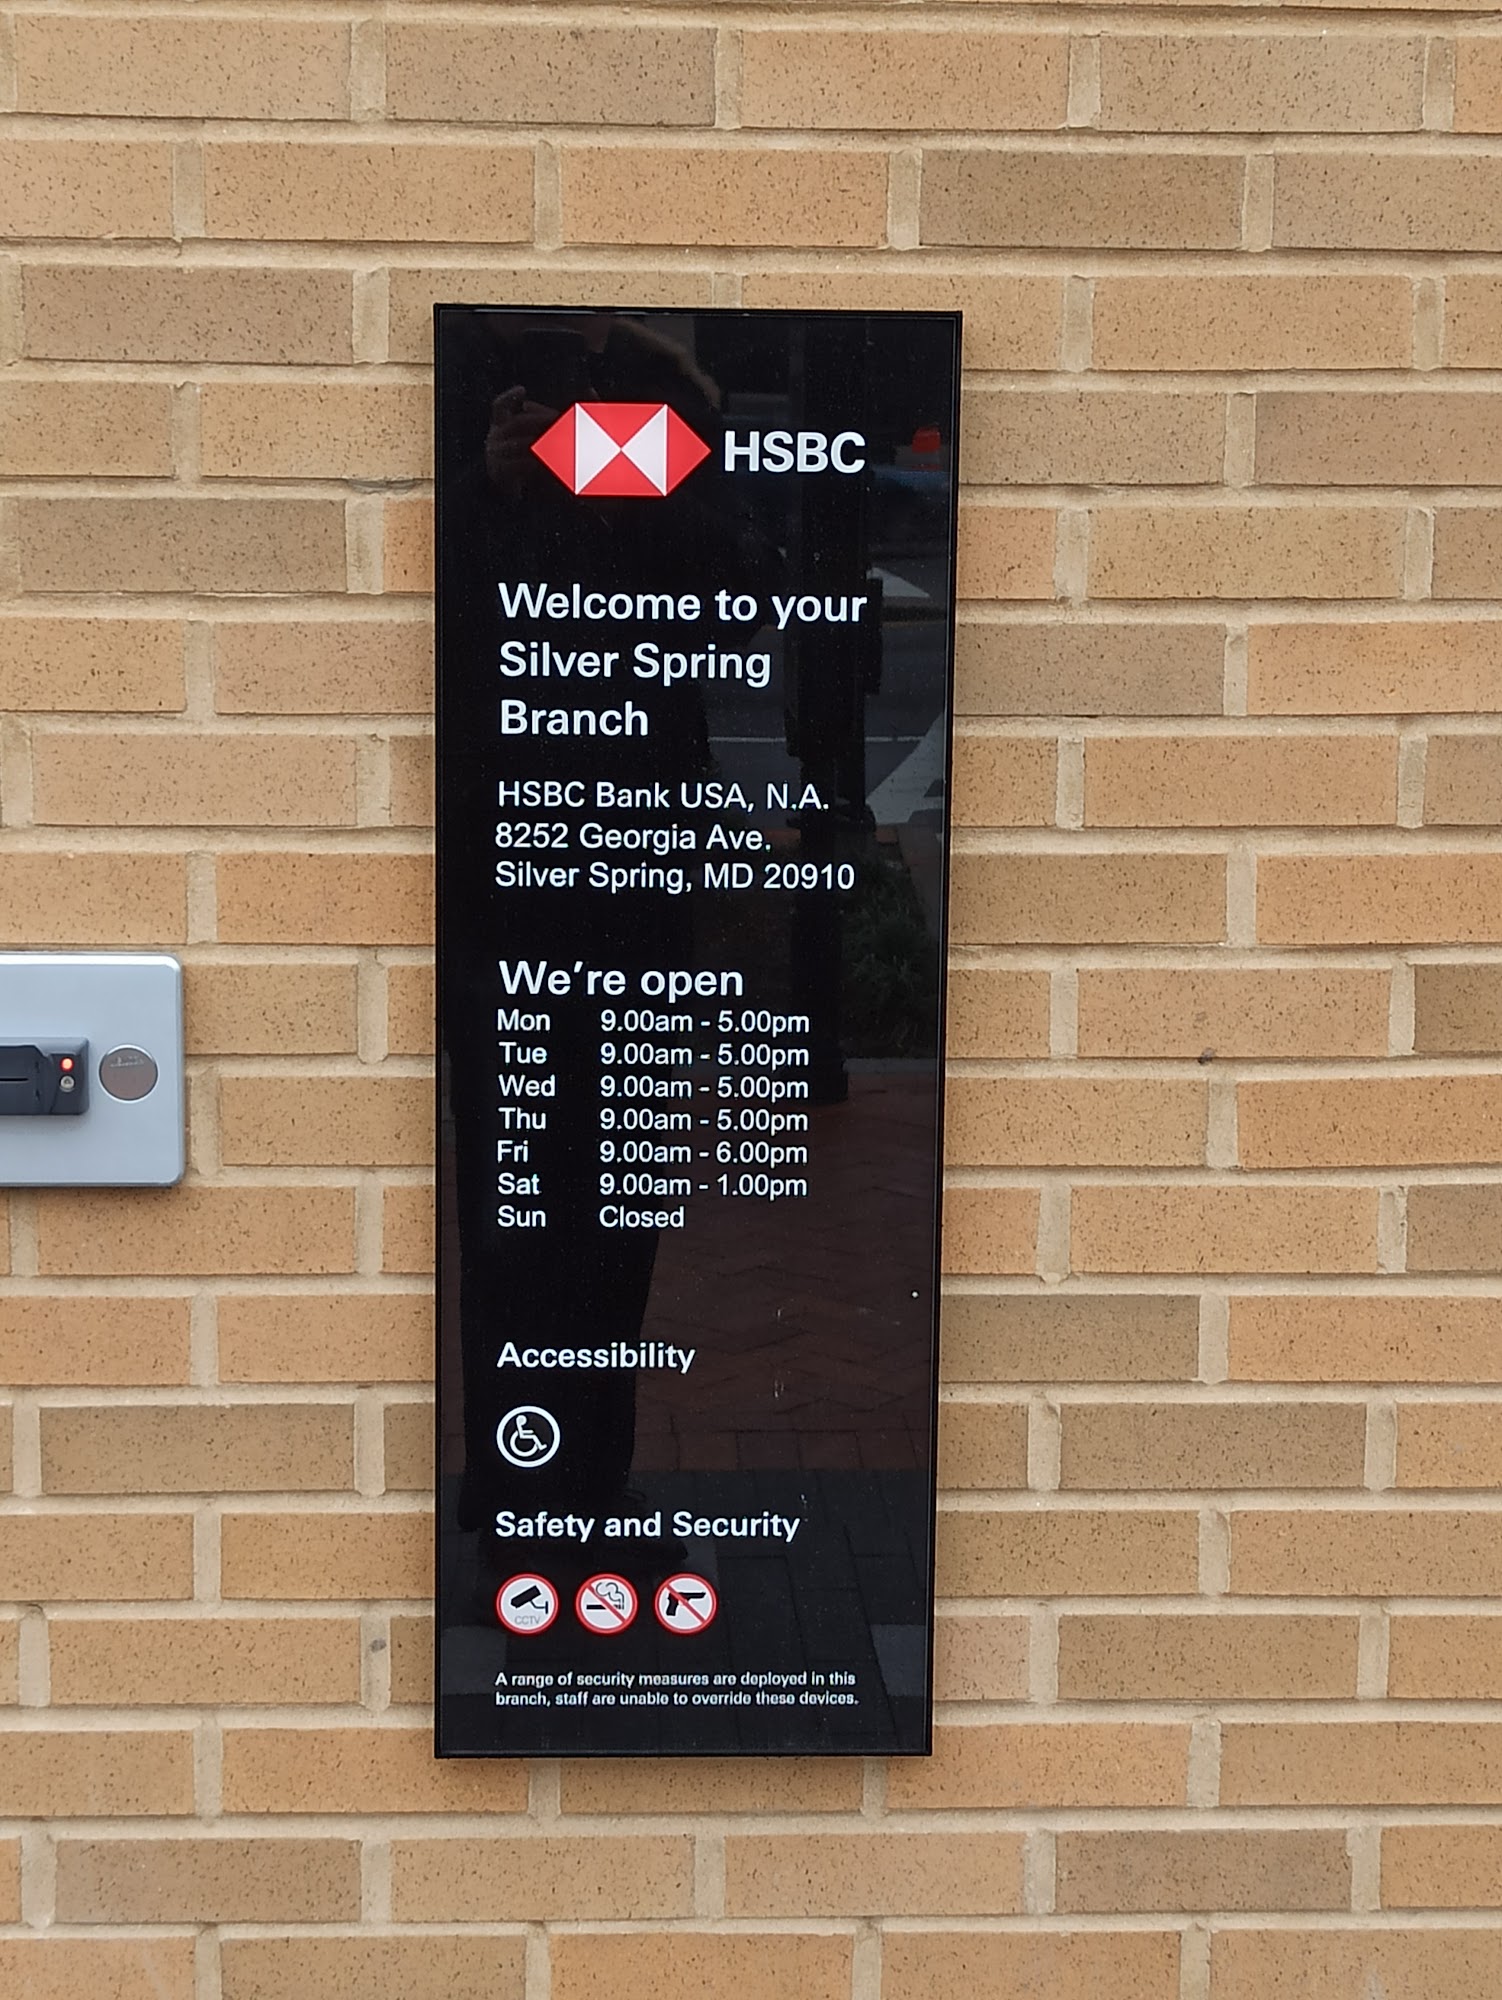 HSBC
Welcome to your
Silver Spring
Branch
HSBC Bank USA, N.A.
8252 Georgia Ave.
Silver Spring, MD 20910
We're open
Mon 9.00am - 5.00pm
Tue 9.00am - 5.00pm
Wed 9.00am - 5.00pm
Thu 9.00am - 5.00pm
Fri 9.00am - 6.00pm
Sat 9.00am - 1.00pm
Sun Closed
Accessibility
Safety and Security
CCTV
A range of security measures are deployed in this
branch, staff are unable to override these devices.